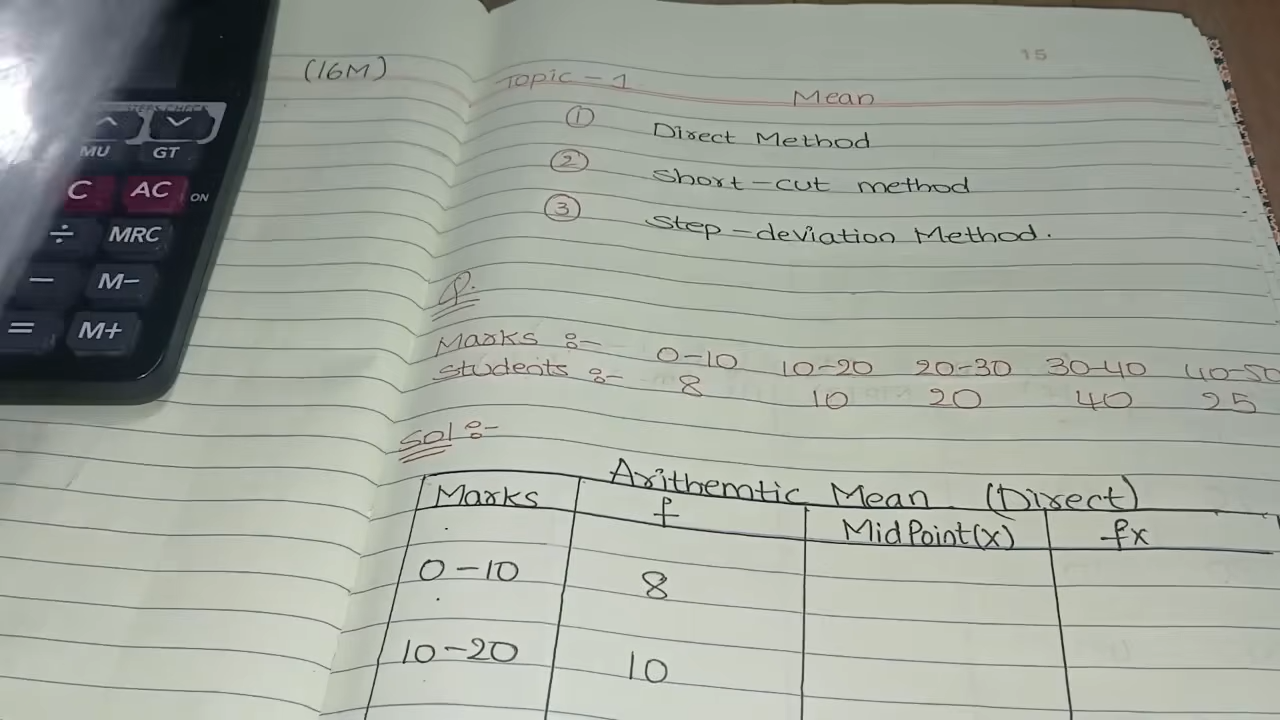 (16M)
15
Topic - 1
Mean
① Direct Method
② Short-cut method
③ Step-deviation Method.
Q.
Marks :- 0-10 10-20 20-30 30-40 40-50
Students :- 8 10 20 40 25
Sol :-
Arithemtic Mean (Direct)
Marks f MidPoint(x) fx
0-10 8
10-20 10
CHECK
MU GT
C AC ON
÷ MRC
- M-
= M+